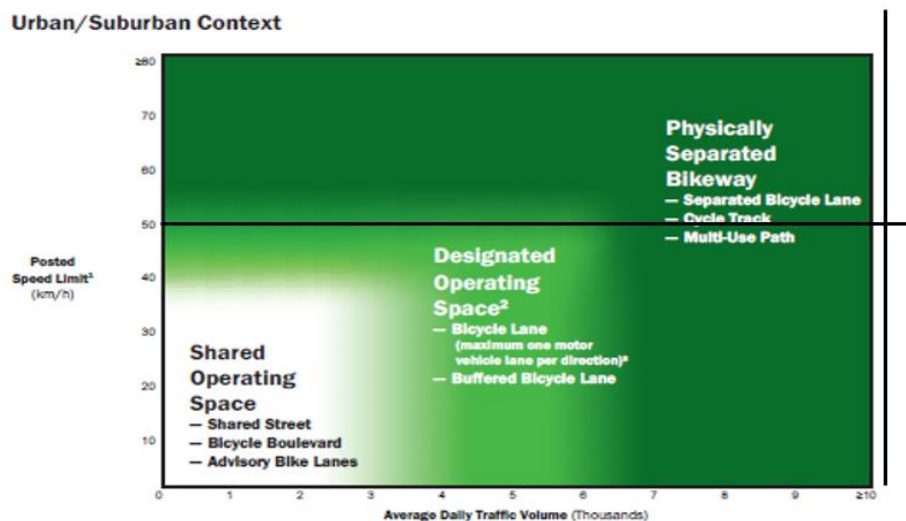 Urban/Suburban Context
≥80
70
60
50
40
30
20
10
Posted
Speed Limit¹
(km/h)
Physically
Separated
Bikeway
— Separated Bicycle Lane
— Cycle Track
— Multi-Use Path
Designated
Operating
Space²
— Bicycle Lane
(maximum one motor
vehicle lane per direction)³
— Buffered Bicycle Lane
Shared
Operating
Space
— Shared Street
— Bicycle Boulevard
— Advisory Bike Lanes
0 1 2 3 4 5 6 7 8 9 ≥10
Average Daily Traffic Volume (Thousands)